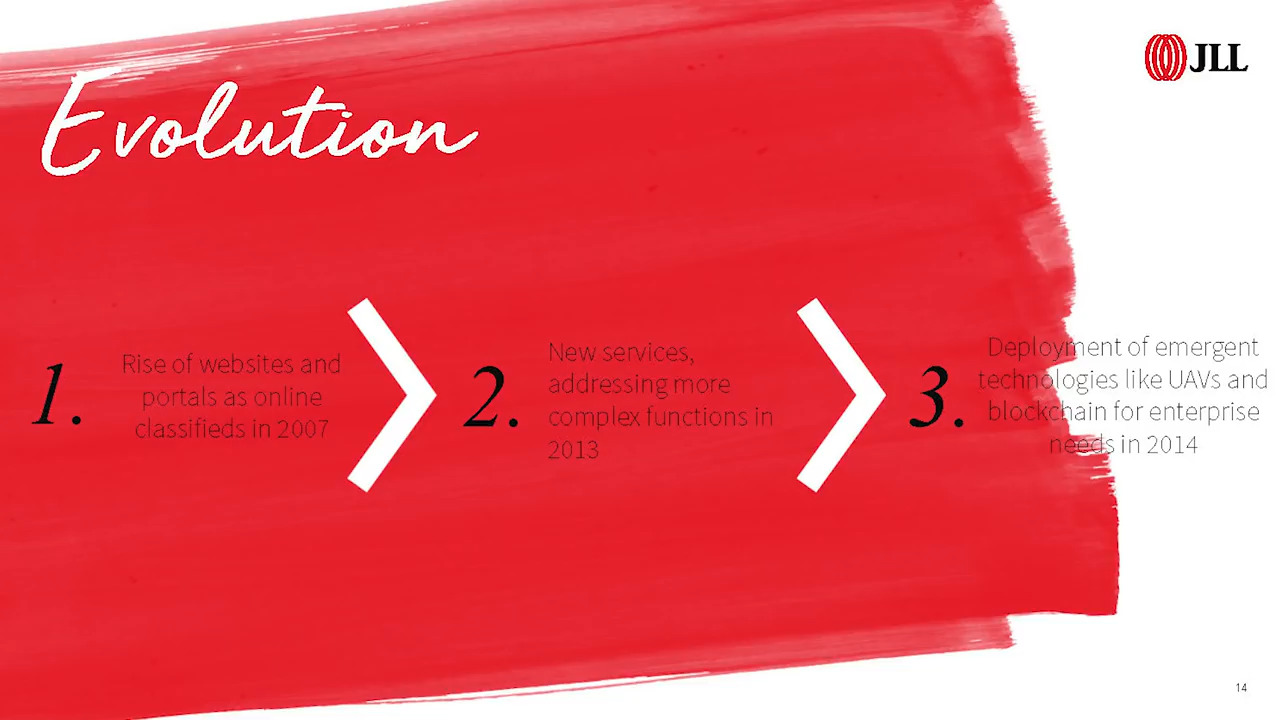 JLL
Evolution
1.
Rise of websites and
portals as online
classifieds in 2007
2.
New services,
addressing more
complex functions in
2013
3.
Deployment of emergent
technologies like UAVs and
blockchain for enterprise
needs in 2014
14